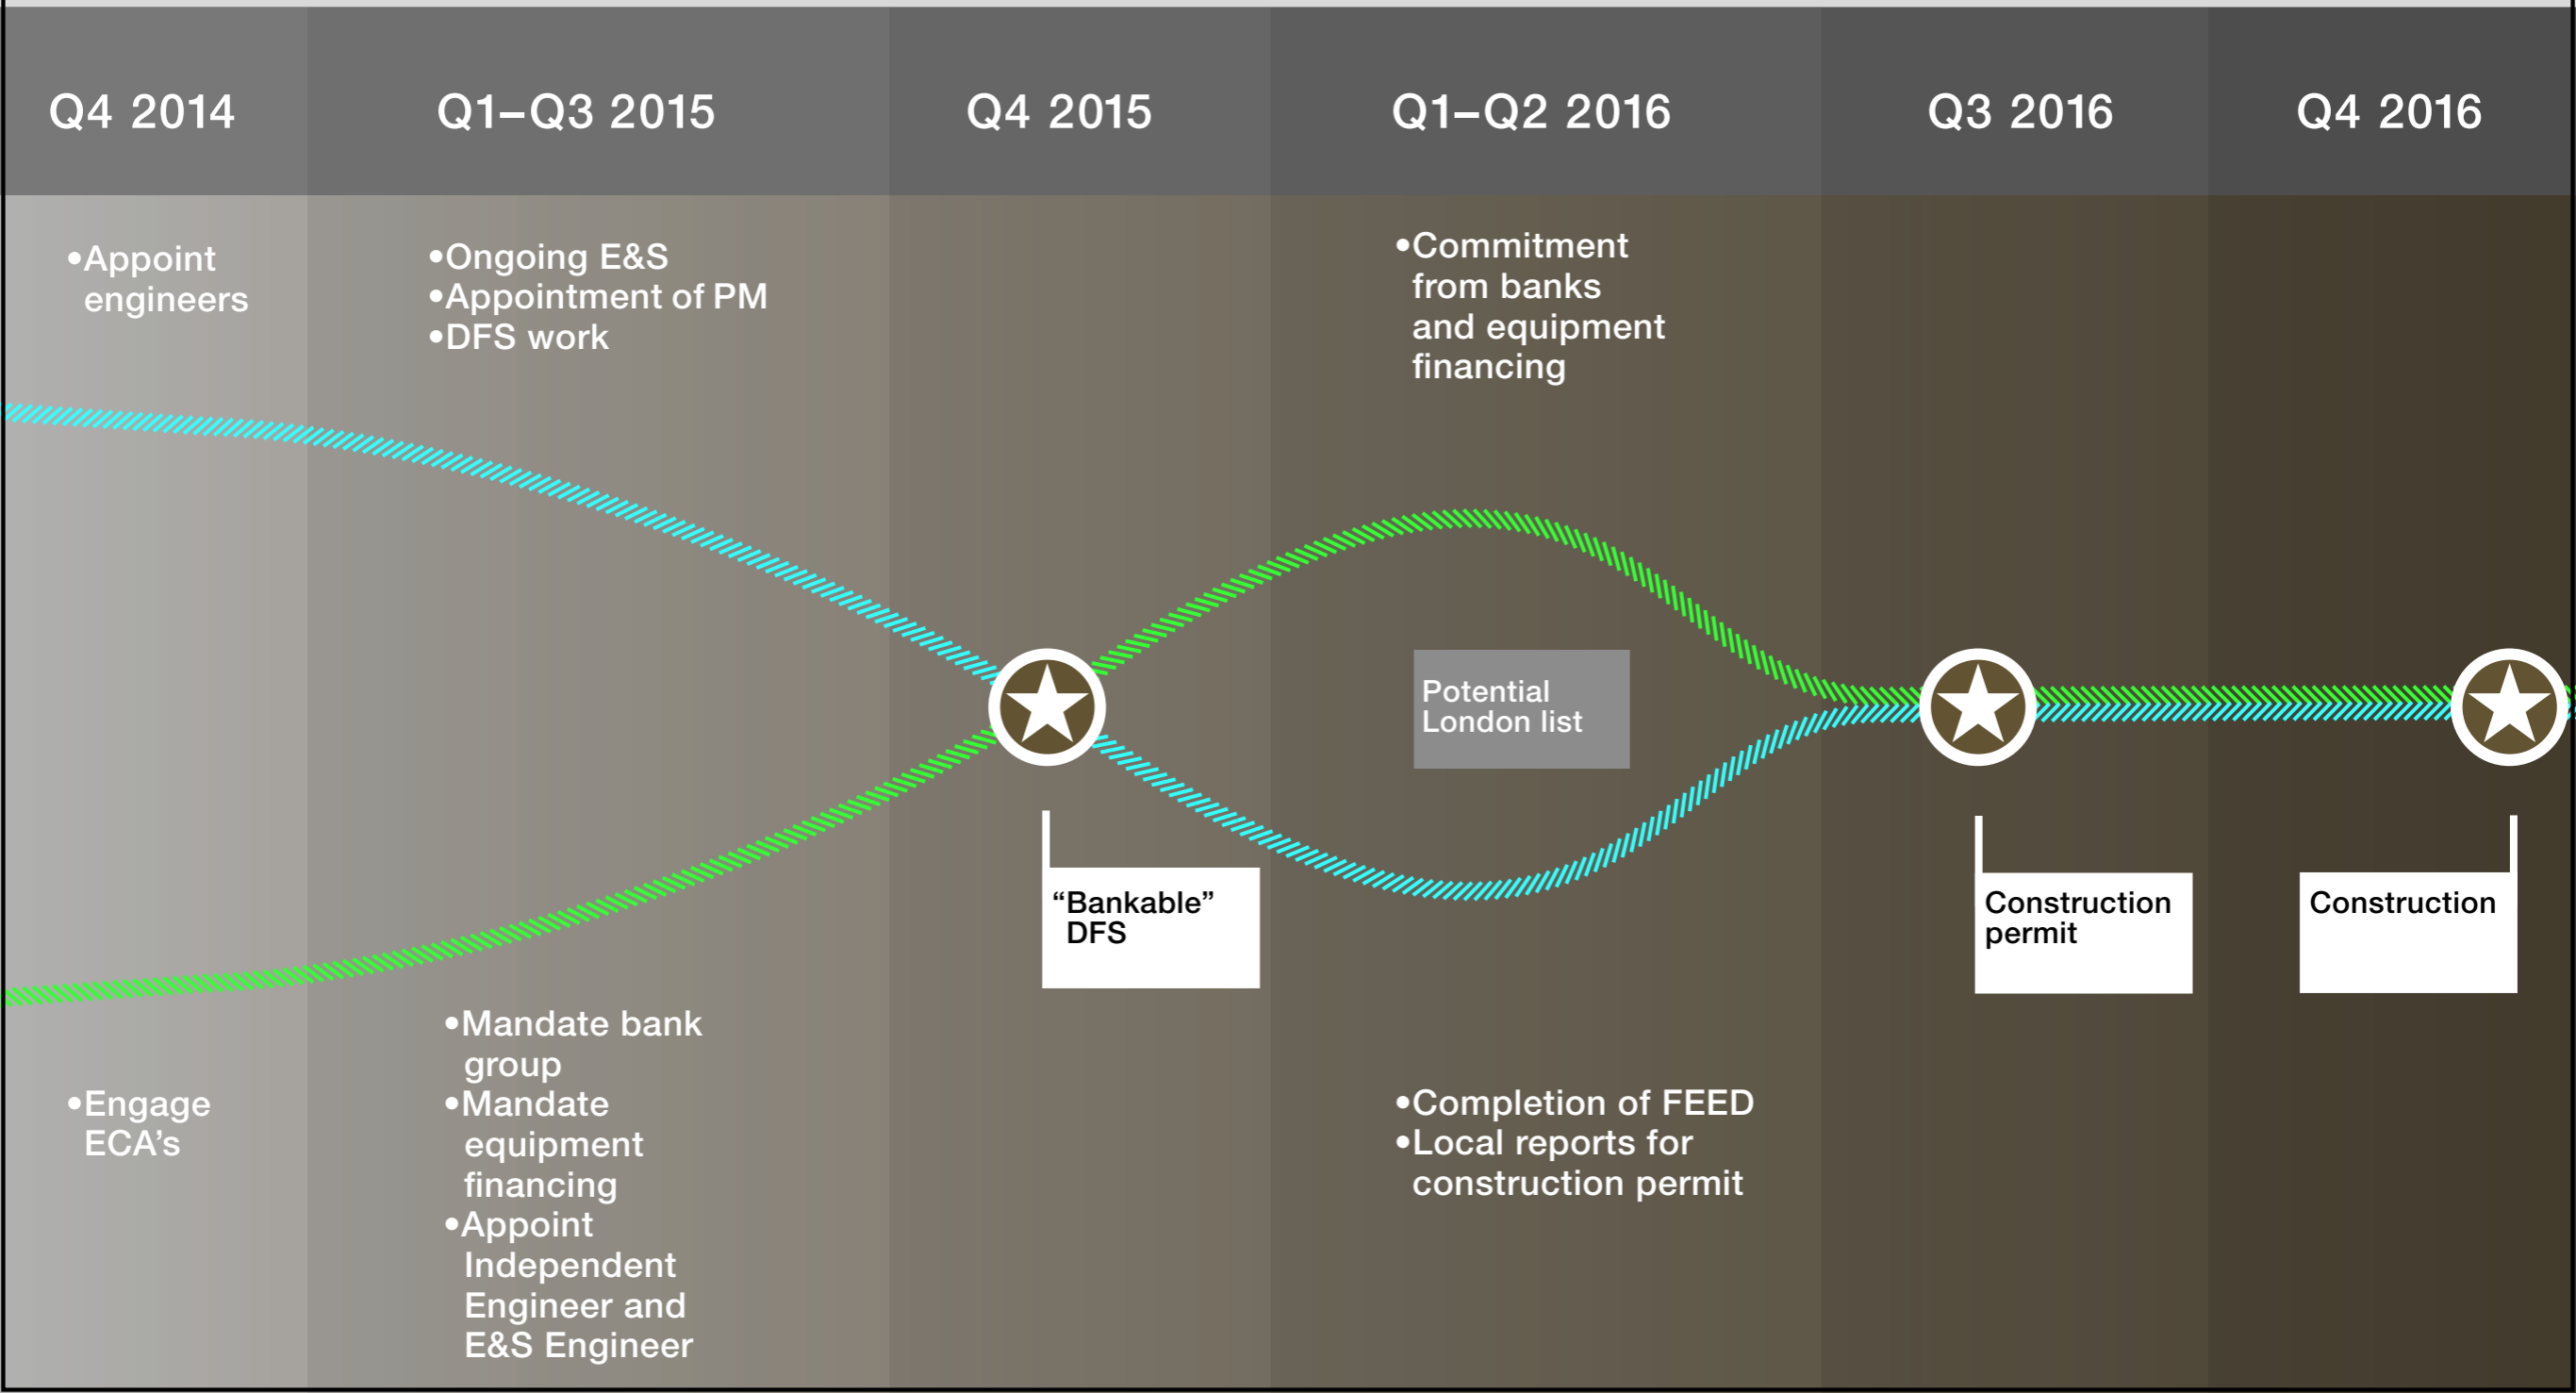 Q4 2014
Q1–Q3 2015
Q4 2015
Q1–Q2 2016
Q3 2016
Q4 2016
•Appoint
engineers
•Ongoing E&S
•Appointment of PM
•DFS work
•Commitment
from banks
and equipment
financing
Potential
London list
“Bankable”
DFS
Construction
permit
Construction
•Engage
ECA’s
•Mandate bank
group
•Mandate
equipment
financing
•Appoint
Independent
Engineer and
E&S Engineer
•Completion of FEED
•Local reports for
construction permit